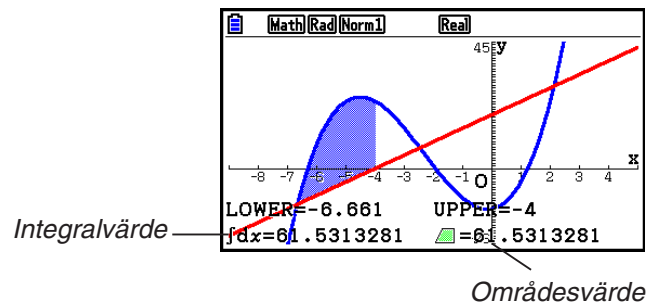 Math Rad Norm1 Real
45 y
x
-8 -7 -6 -5 -4 -3 -2 -1 O 1 2 3 4
LOWER=-6.661 UPPER=-4
Integralvärde
∫dx=61.5313281 =61.5313281
Områdesvärde